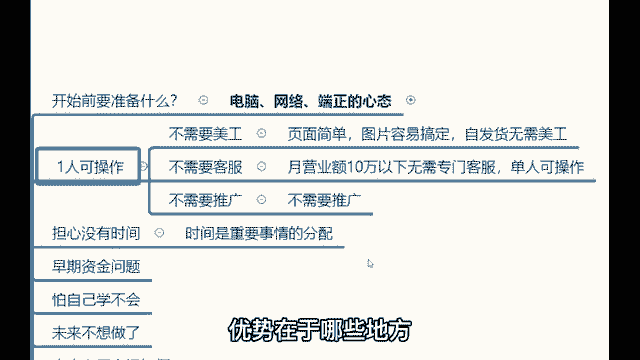 开始前要准备什么? 电脑、网络、端正的心态
不需要美工 页面简单,图片容易搞定,自发货无需美工
1人可操作 不需要客服 月营业额10万以下无需专门客服,单人可操作
不需要推广 不需要推广
担心没有时间 时间是重要事情的分配
早期资金问题
怕自己学不会
未来不想做了
优势在于哪些地方